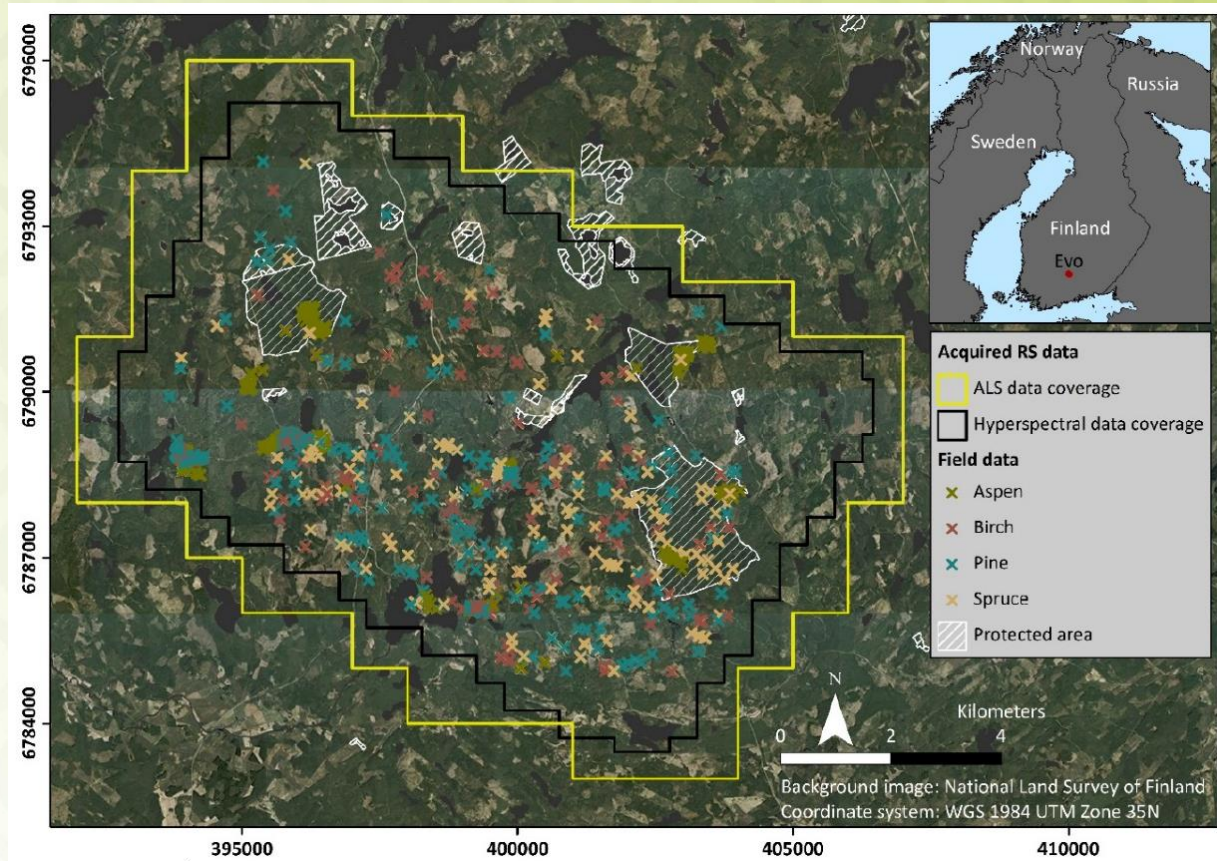 6796000
6793000
6790000
6787000
6784000
395000
400000
405000
410000
Norway
Russia
Sweden
Finland
Evo
Acquired RS data
ALS data coverage
Hyperspectral data coverage
Field data
Aspen
Birch
Pine
Spruce
Protected area
N
Kilometers
0 2 4
Background image: National Land Survey of Finland
Coordinate system: WGS 1984 UTM Zone 35N